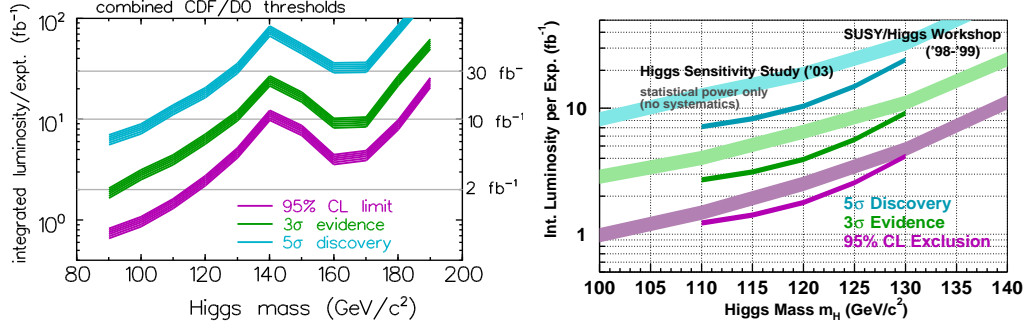 combined CDF/D0 thresholds
integrated luminosity/expt. (fb⁻¹)
10²
10¹
10⁰
30 fb⁻
10 fb⁻¹
2 fb⁻¹
95% CL limit
3σ evidence
5σ discovery
80 100 120 140 160 180 200
Higgs mass (GeV/c²)
Int. Luminosity per Exp. (fb⁻¹)
10
1
SUSY/Higgs Workshop
('98-'99)
Higgs Sensitivity Study ('03)
statistical power only
(no systematics)
5σ Discovery
3σ Evidence
95% CL Exclusion
100 105 110 115 120 125 130 135 140
Higgs Mass m_H (GeV/c²)